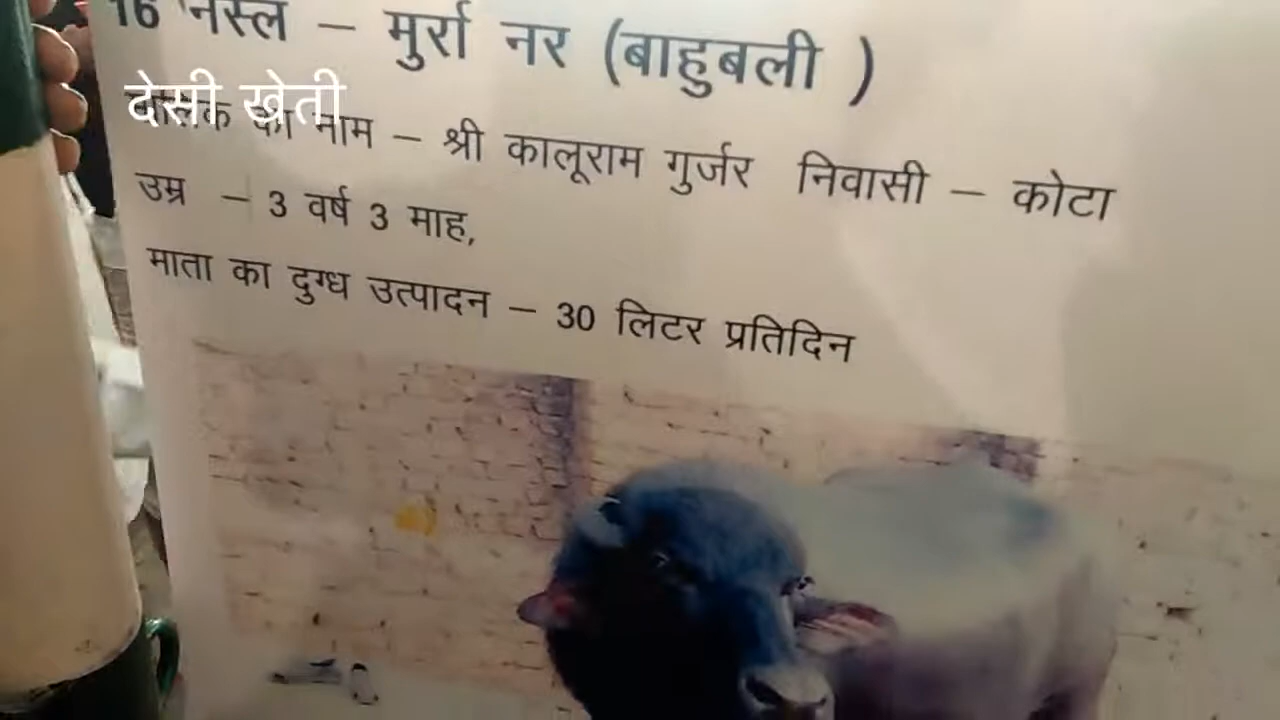 16 नस्ल – मुर्रा नर (बाहुबली )
देसी खेती
का नाम – श्री कालूराम गुर्जर निवासी – कोटा
उम्र – 3 वर्ष 3 माह,
माता का दुग्ध उत्पादन – 30 लिटर प्रतिदिन